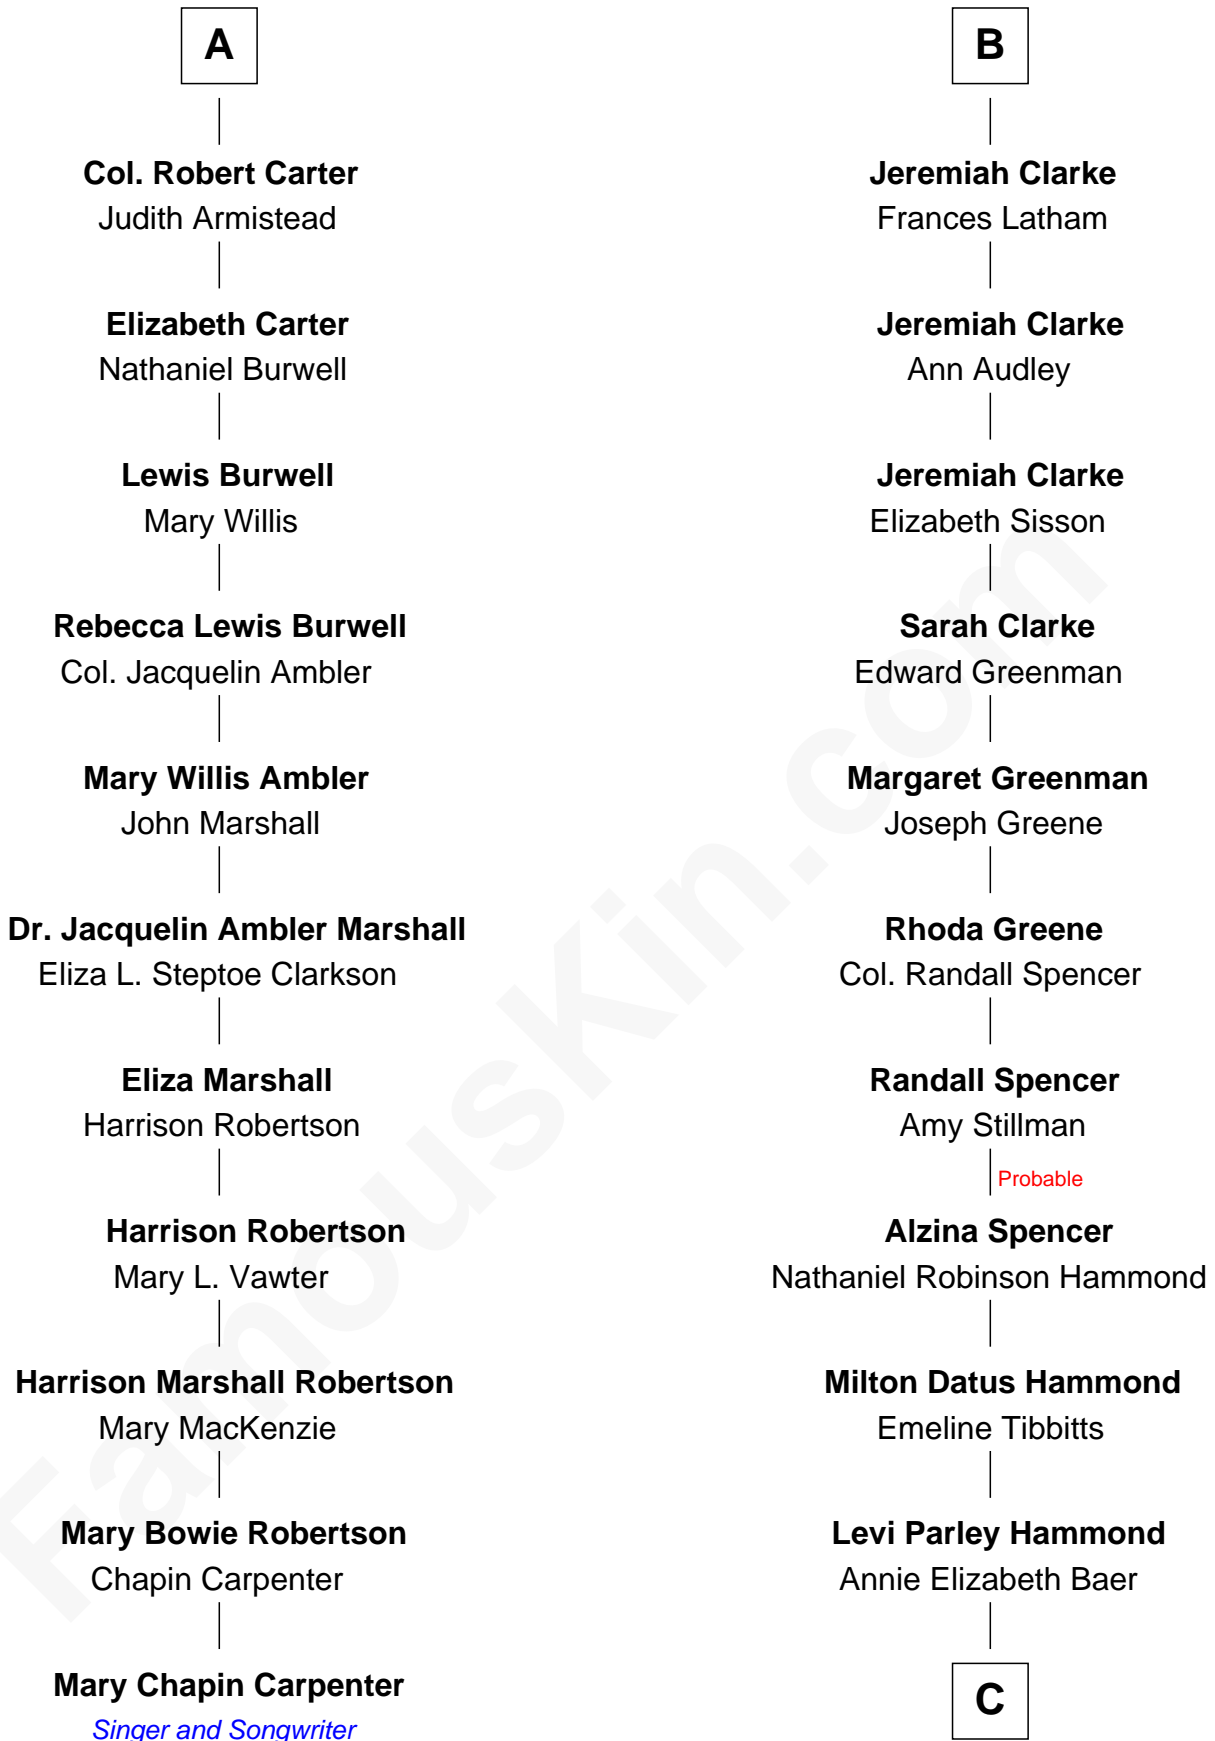 A
Col. Robert Carter
Judith Armistead
Elizabeth Carter
Nathaniel Burwell
Lewis Burwell
Mary Willis
Rebecca Lewis Burwell
Col. Jacquelin Ambler
Mary Willis Ambler
John Marshall
Dr. Jacquelin Ambler Marshall
Eliza L. Steptoe Clarkson
Eliza Marshall
Harrison Robertson
Harrison Robertson
Mary L. Vawter
Harrison Marshall Robertson
Mary MacKenzie
Mary Bowie Robertson
Chapin Carpenter
Mary Chapin Carpenter
Singer and Songwriter
B
Jeremiah Clarke
Frances Latham
Jeremiah Clarke
Ann Audley
Jeremiah Clarke
Elizabeth Sisson
Sarah Clarke
Edward Greenman
Margaret Greenman
Joseph Greene
Rhoda Greene
Col. Randall Spencer
Randall Spencer
Amy Stillman
Probable
Alzina Spencer
Nathaniel Robinson Hammond
Milton Datus Hammond
Emeline Tibbitts
Levi Parley Hammond
Annie Elizabeth Baer
C
FamousKin.com